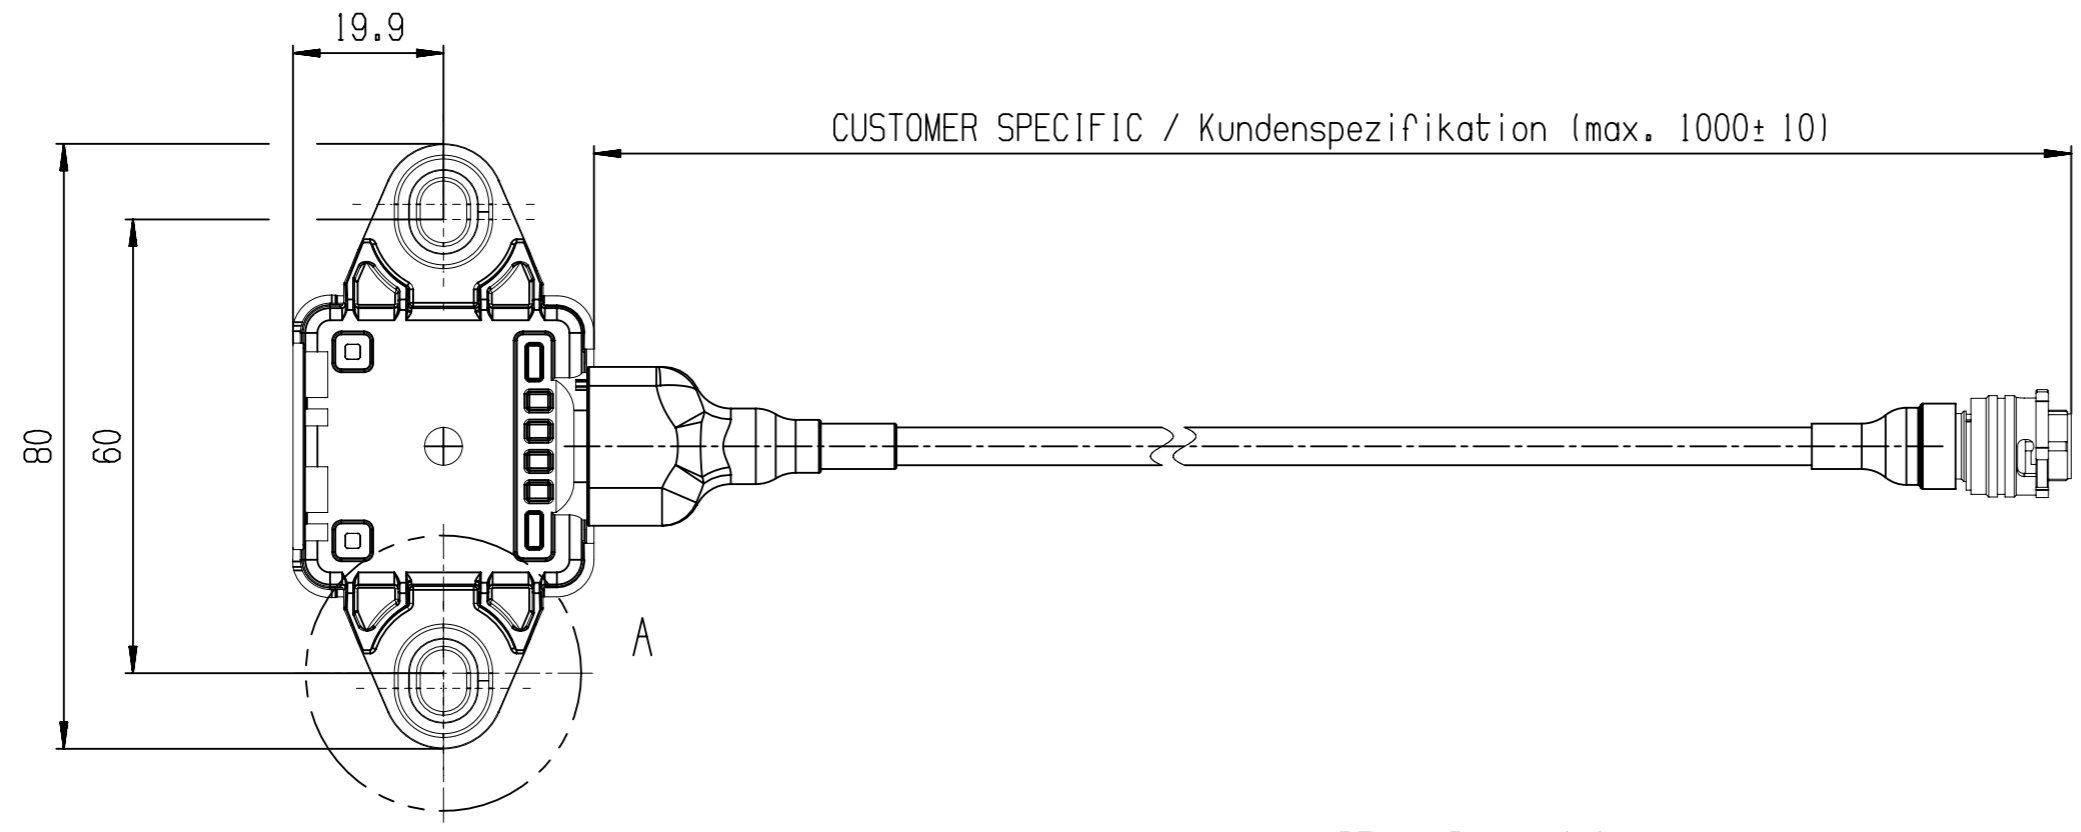 19.9
CUSTOMER SPECIFIC / Kundenspezifikation (max. 1000± 10)
80
60
A